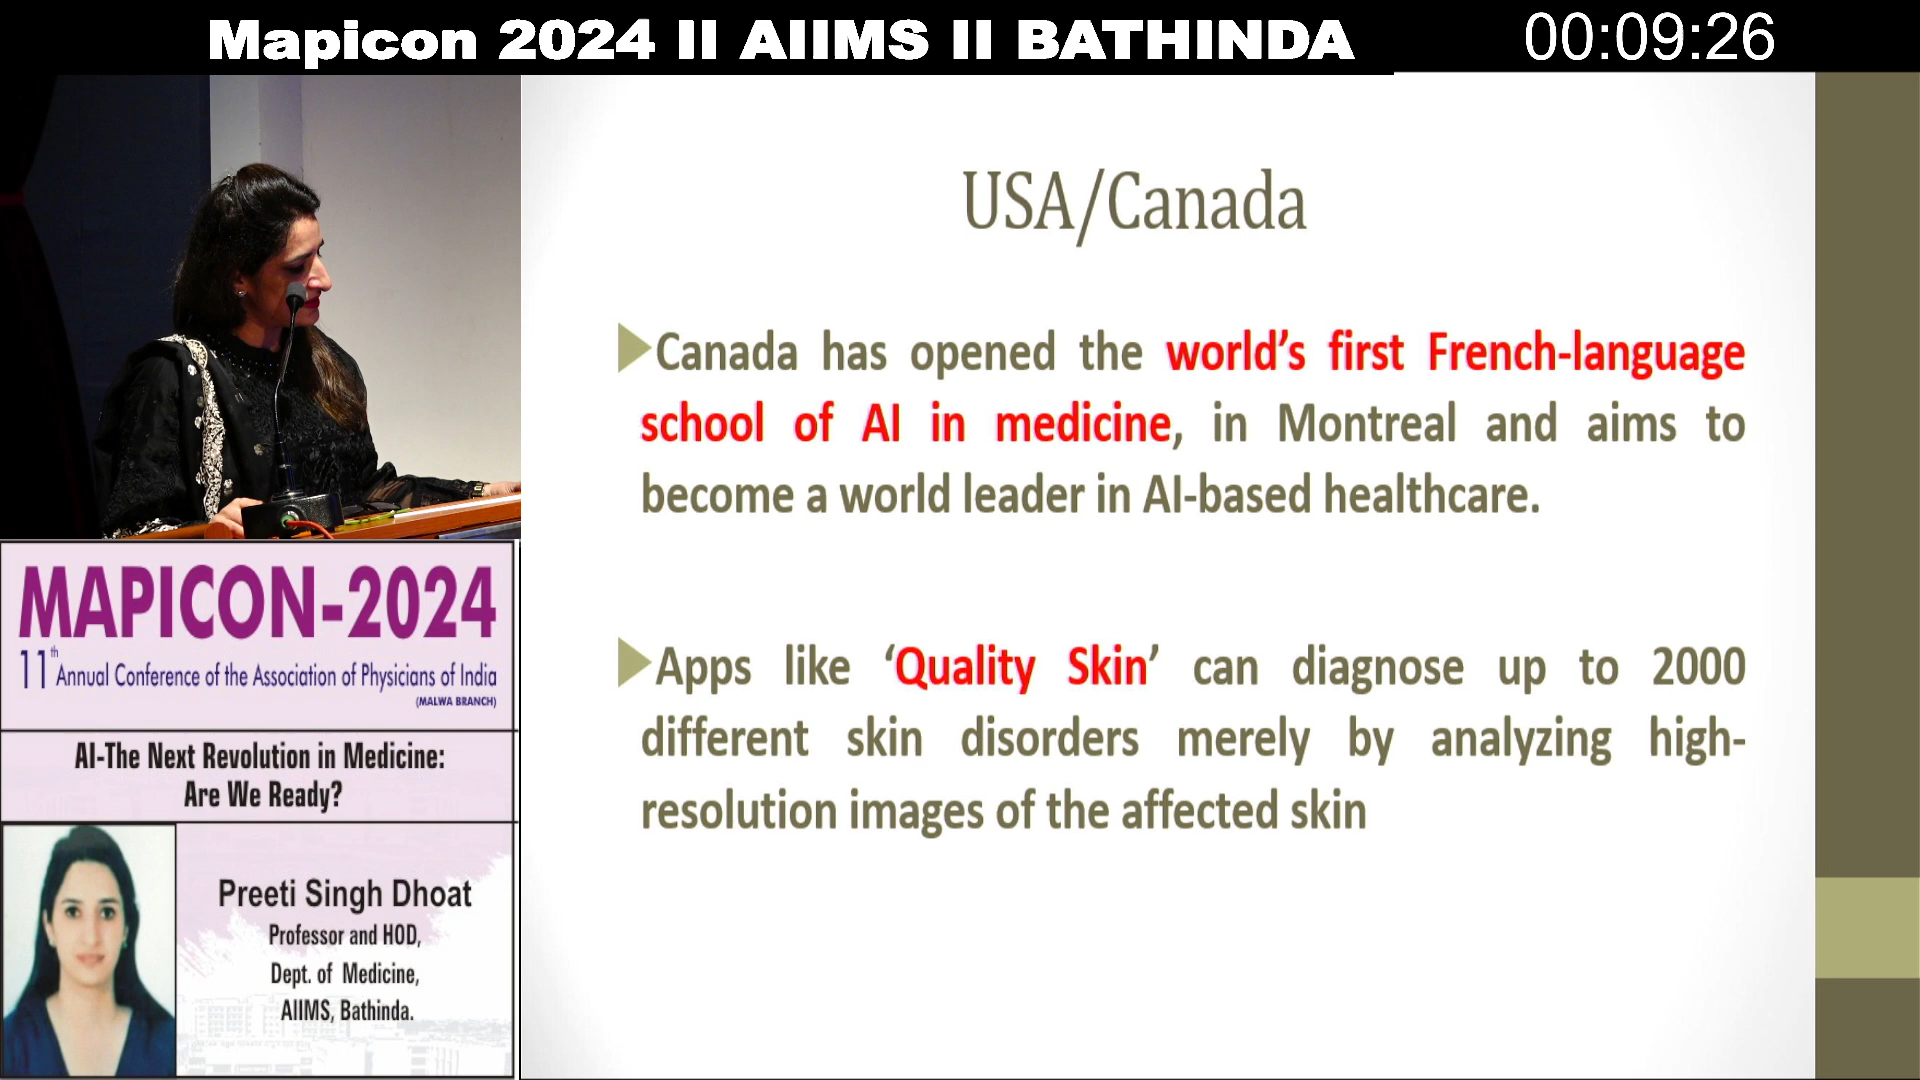 Mapicon 2024 II AIIMS II BATHINDA
00:09:26
USA/Canada
Canada has opened the world’s first French-language
school of AI in medicine, in Montreal and aims to
become a world leader in AI-based healthcare.
Apps like ‘Quality Skin’ can diagnose up to 2000
different skin disorders merely by analyzing high-
resolution images of the affected skin
MAPICON-2024
11th Annual Conference of the Association of Physicians of India
(MALWA BRANCH)
AI-The Next Revolution in Medicine:
Are We Ready?
Preeti Singh Dhoat
Professor and HOD,
Dept. of Medicine,
AIIMS, Bathinda.